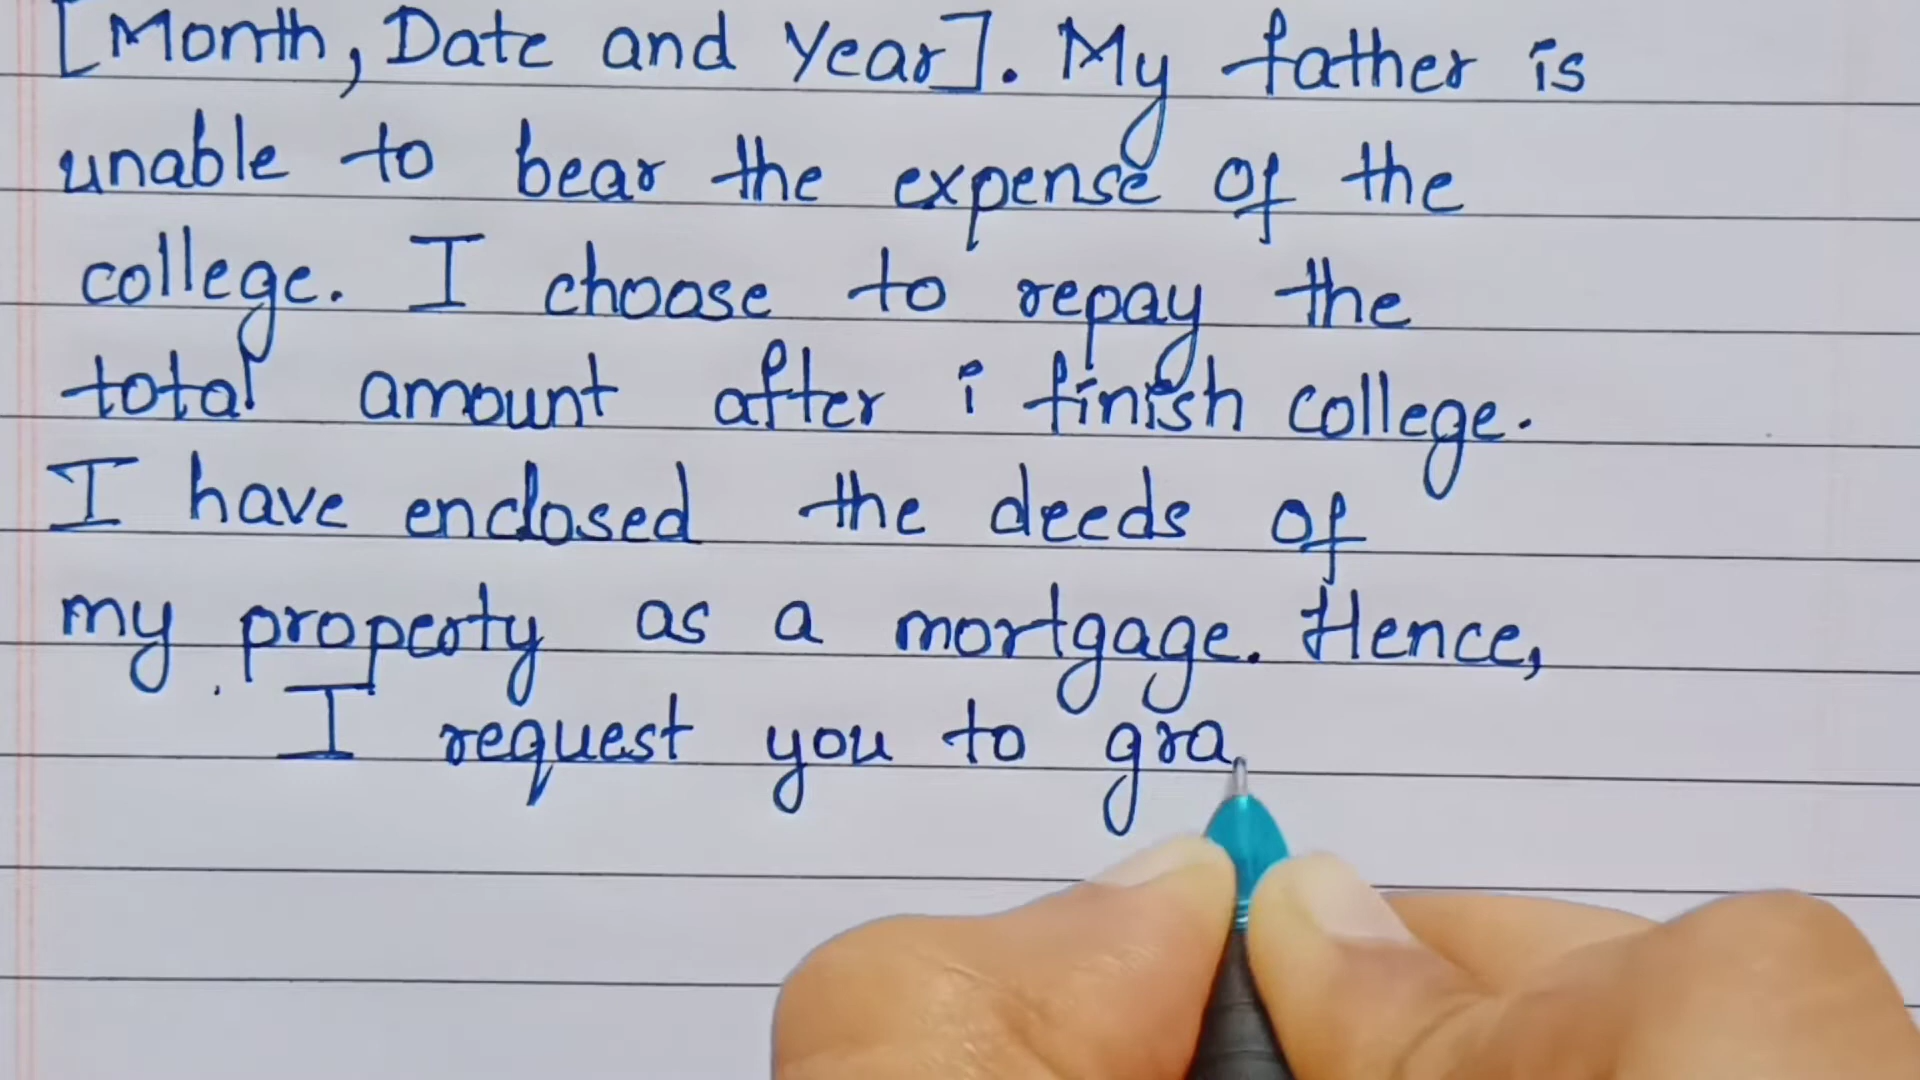 [Month, Date and Year]. My father is
unable to bear the expense of the
college. I choose to repay the
total amount after i finish college.
I have enclosed the deeds of
my property as a mortgage. Hence,
I request you to gra